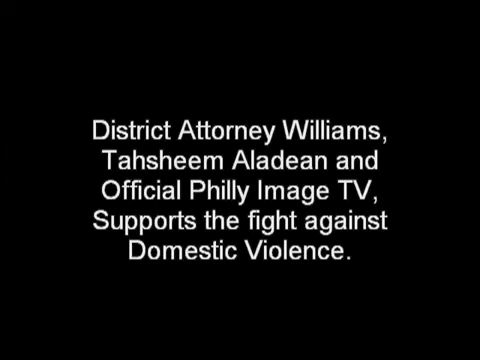 District Attorney Williams,
Tahsheem Aladean and
Official Philly Image TV,
Supports the fight against
Domestic Violence.